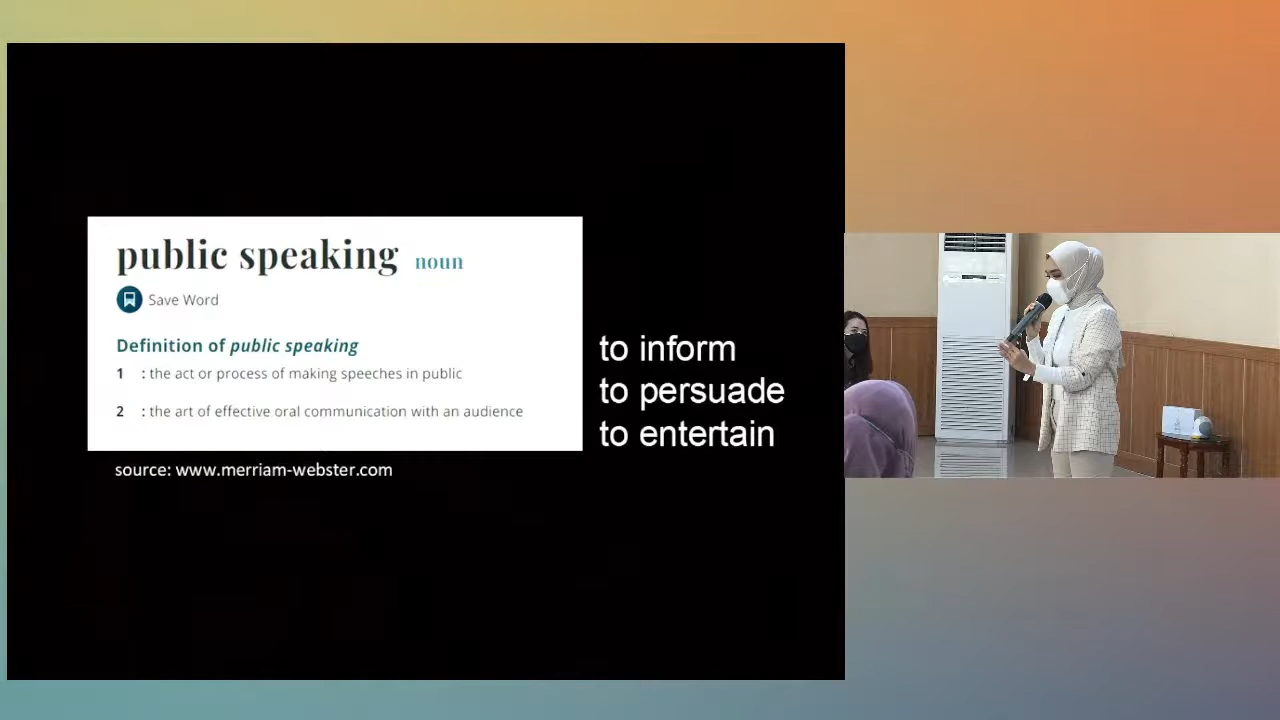 public speaking noun
Save Word
Definition of public speaking
1 : the act or process of making speeches in public
2 : the art of effective oral communication with an audience
source: www.merriam-webster.com
to inform
to persuade
to entertain